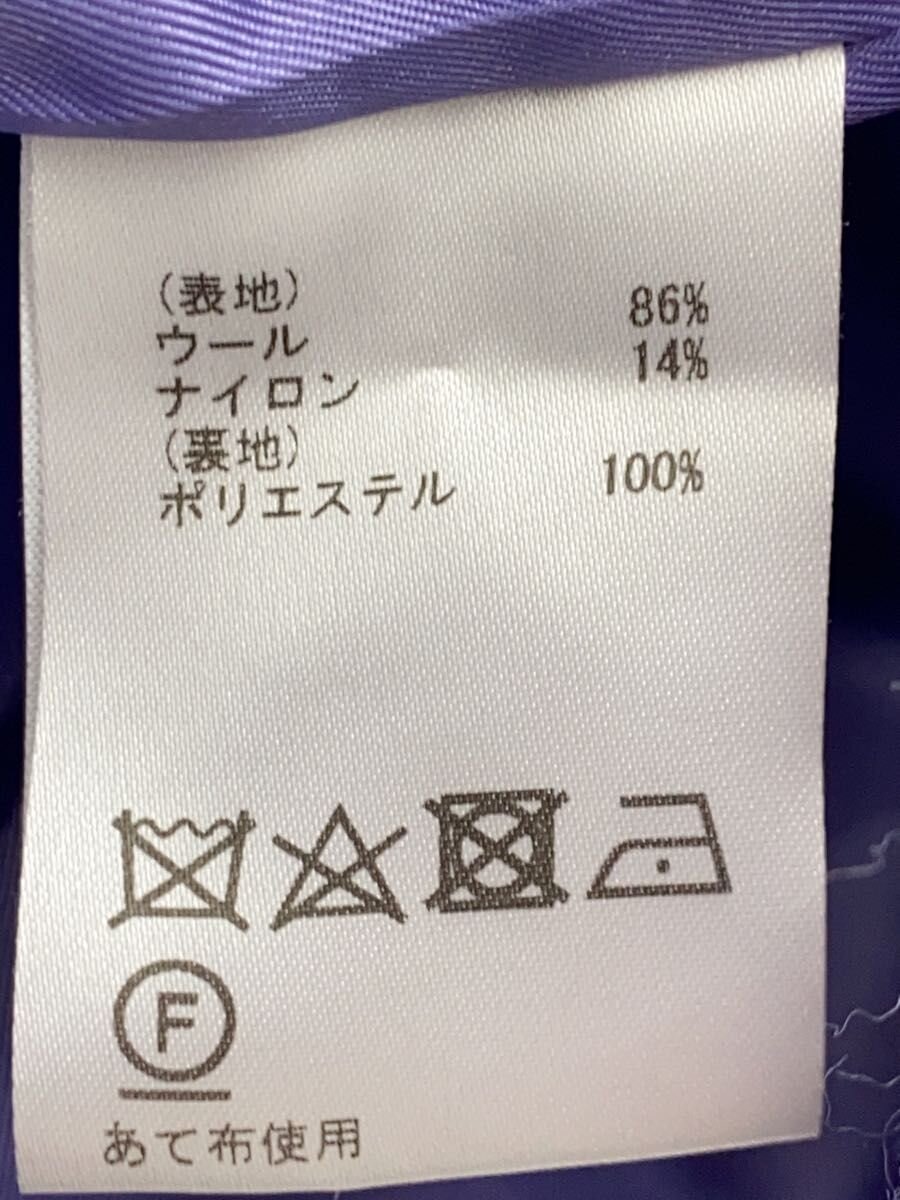 （表地）
ウール 86%
ナイロン 14%
（裏地）
ポリエステル 100%
F
あて布使用